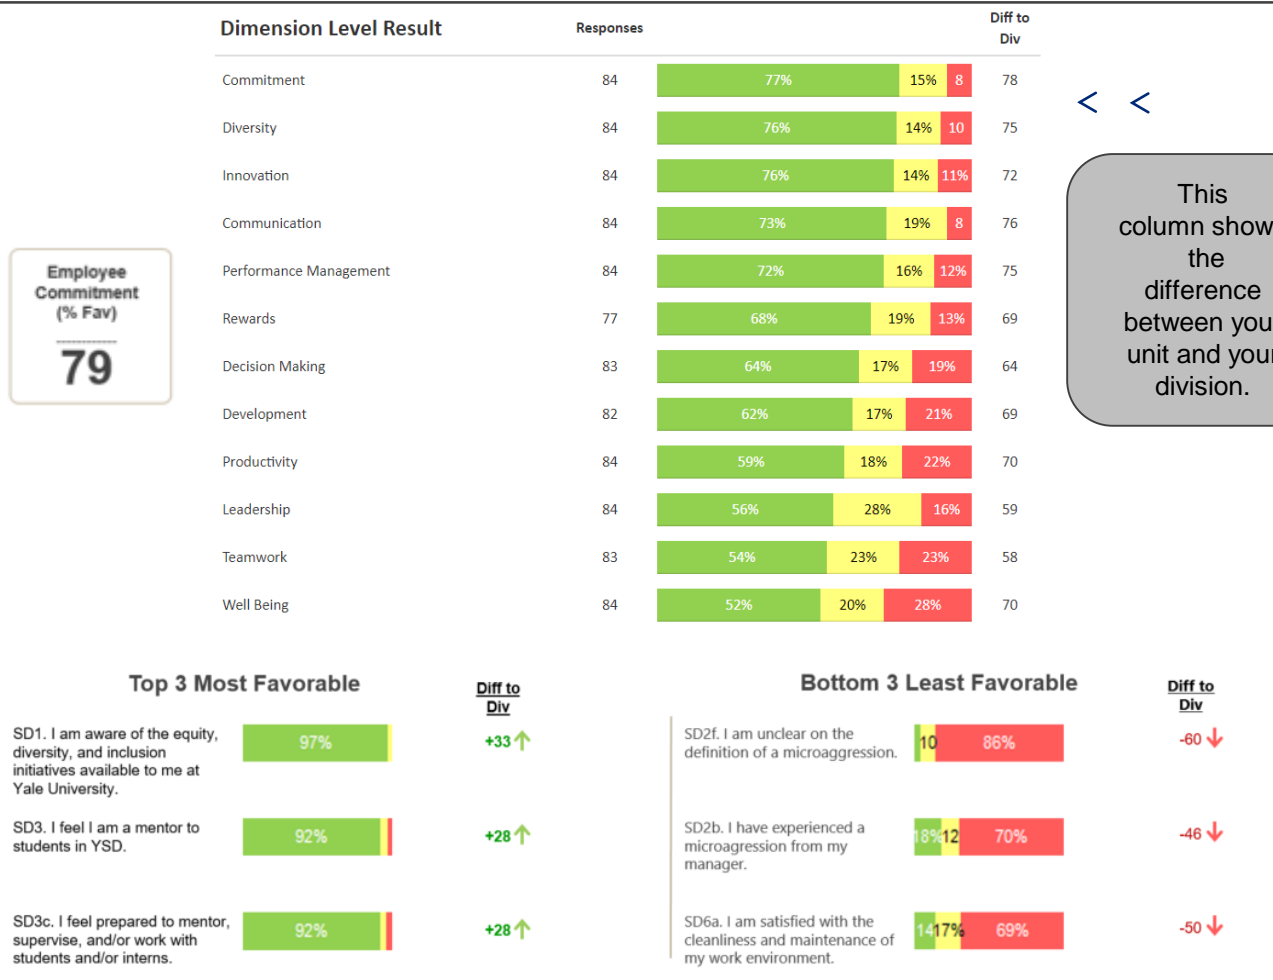 Dimension Level Result Responses Diff to Div
Commitment 84 77% 15% 8 78
Diversity 84 76% 14% 10 75
Innovation 84 76% 14% 11% 72
Communication 84 73% 19% 8 76
Performance Management 84 72% 16% 12% 75
Rewards 77 68% 19% 13% 69
Decision Making 83 64% 17% 19% 64
Development 82 62% 17% 21% 69
Productivity 84 59% 18% 22% 70
Leadership 84 56% 28% 16% 59
Teamwork 83 54% 23% 23% 58
Well Being 84 52% 20% 28% 70
Employee
Commitment
(% Fav)
79
< <
This
column show
the
difference
between you
unit and your
division.
Top 3 Most Favorable
Diff to
Div
SD1. I am aware of the equity,
diversity, and inclusion
initiatives available to me at
Yale University.
97%
+33
SD3. I feel I am a mentor to
students in YSD.
92%
+28
SD3c. I feel prepared to mentor,
supervise, and/or work with
students and/or interns.
92%
+28
Bottom 3 Least Favorable
Diff to
Div
SD2f. I am unclear on the
definition of a microaggression.
10 86%
-60
SD2b. I have experienced a
microagression from my
manager.
18% 12 70%
-46
SD6a. I am satisfied with the
cleanliness and maintenance of
my work environment.
14 17% 69%
-50